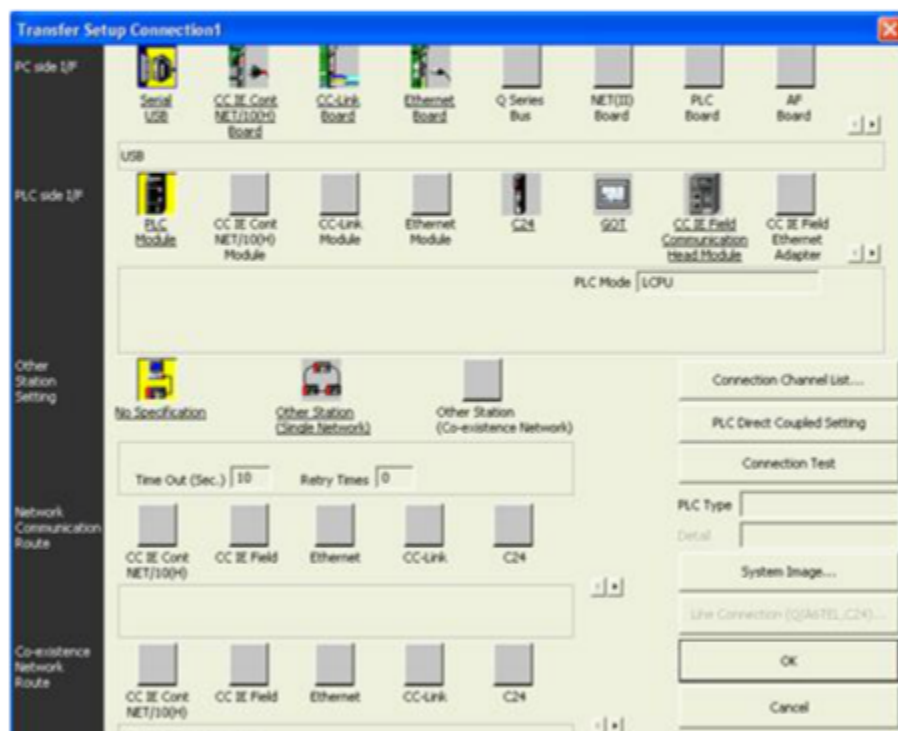 Transfer Setup Connection1
PC side I/F
Serial
USB
CC IE Cont
NET/10(H)
Board
CC-Link
Board
Ethernet
Board
Q Series
Bus
NET(II)
Board
PLC
Board
AF
Board
USB
PLC side I/F
PLC
Module
CC IE Cont
NET/10(H)
Module
CC-Link
Module
Ethernet
Module
C24
GOT
CC IE Field
Communication
Head Module
CC IE Field
Ethernet
Adapter
PLC Mode LCPU
Other
Station
Setting
No Specification
Other Station
(Single Network)
Other Station
(Co-existence Network)
Connection Channel List...
PLC Direct Coupled Setting
Connection Test
Time Out (Sec.) 10 Retry Times 0
PLC Type
Detail
System Image...
Line Connection (Q/A6TEL,C24)...
OK
Cancel
Network
Communication
Route
CC IE Cont
NET/10(H)
CC IE Field
Ethernet
CC-Link
C24
Co-existence
Network
Route
CC IE Cont
NET/10(H)
CC IE Field
Ethernet
CC-Link
C24